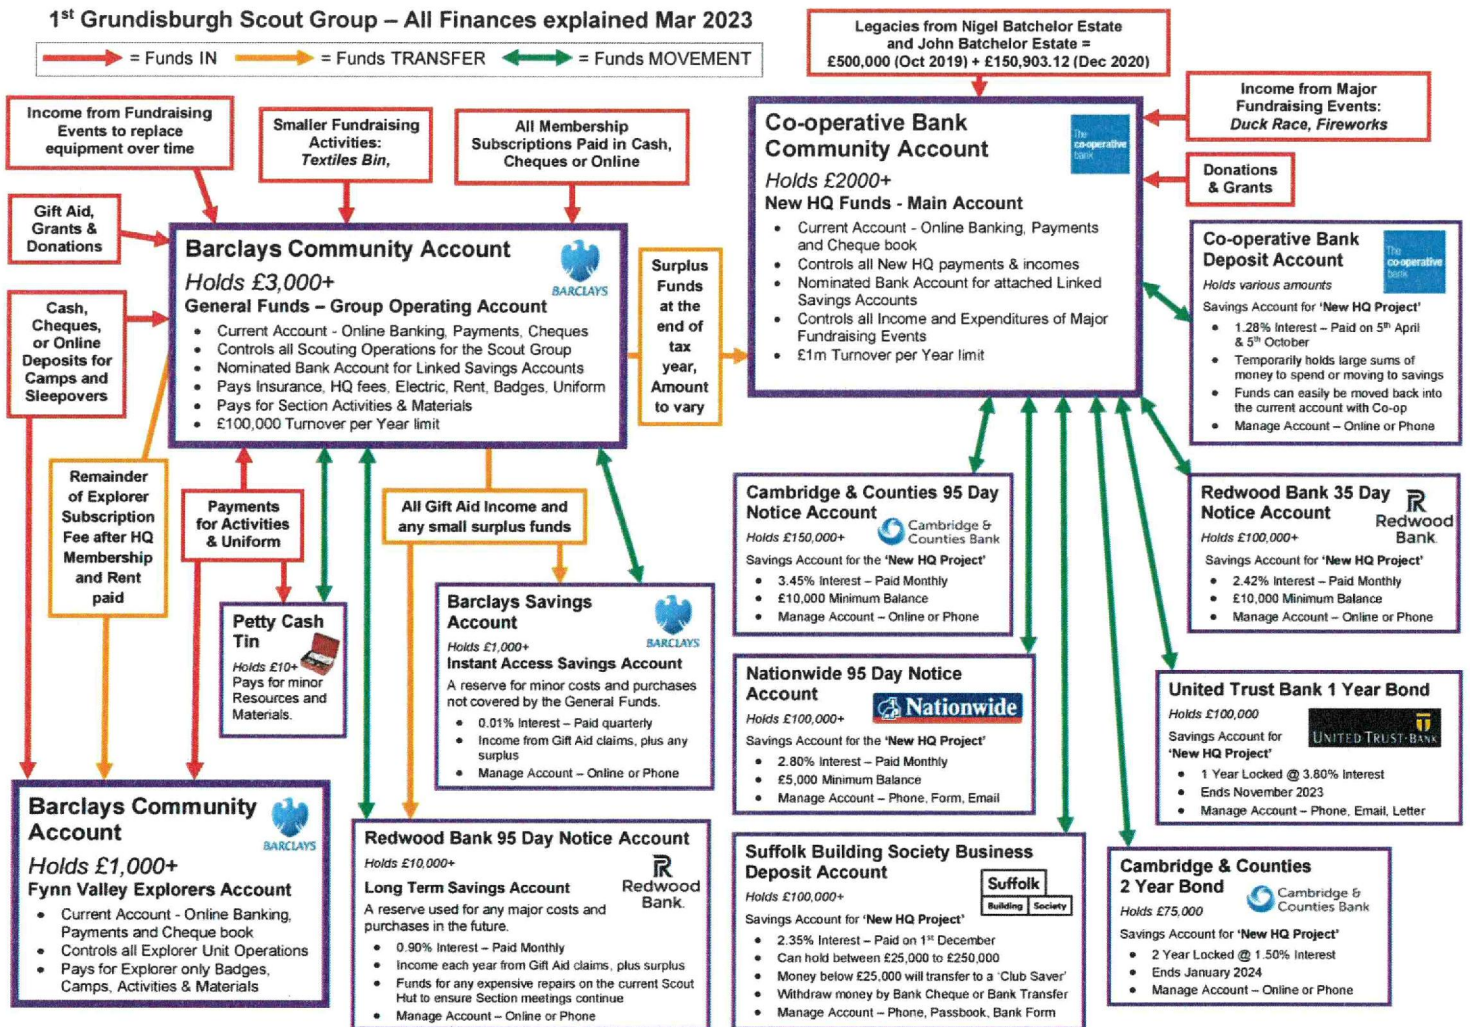 1st Grundisburgh Scout Group – All Finances explained Mar 2023
= Funds IN
= Funds TRANSFER
= Funds MOVEMENT
Legacies from Nigel Batchelor Estate
and John Batchelor Estate =
£500,000 (Oct 2019) + £150,903.12 (Dec 2020)
Income from Fundraising
Events to replace
equipment over time
Smaller Fundraising
Activities:
Textiles Bin,
All Membership
Subscriptions Paid in Cash,
Cheques or Online
Income from Major
Fundraising Events:
Duck Race, Fireworks
Donations
& Grants
Gift Aid,
Grants &
Donations
Cash,
Cheques,
or Online
Deposits for
Camps and
Sleepovers
Barclays Community Account
BARCLAYS
Holds £3,000+
General Funds – Group Operating Account
• Current Account - Online Banking, Payments, Cheques
• Controls all Scouting Operations for the Scout Group
• Nominated Bank Account for Linked Savings Accounts
• Pays Insurance, HQ fees, Electric, Rent, Badges, Uniform
• Pays for Section Activities & Materials
• £100,000 Turnover per Year limit
Surplus
Funds
at the
end of
tax
year,
Amount
to vary
Co-operative Bank
Community Account
The
co-operative
bank
Holds £2000+
New HQ Funds - Main Account
• Current Account - Online Banking, Payments
and Cheque book
• Controls all New HQ payments & incomes
• Nominated Bank Account for attached Linked
Savings Accounts
• Controls all Income and Expenditures of Major
Fundraising Events
• £1m Turnover per Year limit
Co-operative Bank
Deposit Account
The
co-operative
bank
Holds various amounts
Savings Account for 'New HQ Project'
• 1.28% Interest – Paid on 5th April
& 5th October
• Temporarily holds large sums of
money to spend or moving to savings
• Funds can easily be moved back into
the current account with Co-op
• Manage Account – Online or Phone
Remainder
of Explorer
Subscription
Fee after HQ
Membership
and Rent
paid
Payments
for Activities
& Uniform
All Gift Aid Income and
any small surplus funds
Petty Cash
Tin
Holds £10+
Pays for minor
Resources and
Materials.
Barclays Savings
Account
BARCLAYS
Holds £1,000+
Instant Access Savings Account
A reserve for minor costs and purchases
not covered by the General Funds.
• 0.01% Interest – Paid quarterly
• Income from Gift Aid claims, plus any
surplus
• Manage Account – Online or Phone
Cambridge & Counties 95 Day
Notice Account
Cambridge &
Counties Bank
Holds £150,000+
Savings Account for the 'New HQ Project'
• 3.45% Interest – Paid Monthly
• £10,000 Minimum Balance
• Manage Account – Online or Phone
Redwood Bank 35 Day
Notice Account
Redwood
Bank
Holds £100,000+
Savings Account for 'New HQ Project'
• 2.42% Interest – Paid Monthly
• £10,000 Minimum Balance
• Manage Account – Online or Phone
Nationwide 95 Day Notice
Account
Nationwide
Holds £100,000+
Savings Account for the 'New HQ Project'
• 2.80% Interest – Paid Monthly
• £5,000 Minimum Balance
• Manage Account – Phone, Form, Email
United Trust Bank 1 Year Bond
Holds £100,000
UNITED TRUST BANK
Savings Account for
'New HQ Project'
• 1 Year Locked @ 3.80% Interest
• Ends November 2023
• Manage Account – Phone, Email, Letter
Barclays Community
Account
BARCLAYS
Holds £1,000+
Fynn Valley Explorers Account
• Current Account - Online Banking,
Payments and Cheque book
• Controls all Explorer Unit Operations
• Pays for Explorer only Badges,
Camps, Activities & Materials
Redwood Bank 95 Day Notice Account
Holds £10,000+
Redwood
Bank
Long Term Savings Account
A reserve used for any major costs and
purchases in the future.
• 0.90% Interest – Paid Monthly
• Income each year from Gift Aid claims, plus surplus
• Funds for any expensive repairs on the current Scout
Hut to ensure Section meetings continue
• Manage Account – Online or Phone
Suffolk Building Society Business
Deposit Account
Suffolk
Building Society
Holds £100,000+
Savings Account for 'New HQ Project'
• 2.35% Interest – Paid on 1st December
• Can hold between £25,000 to £250,000
• Money below £25,000 will transfer to a 'Club Saver'
• Withdraw money by Bank Cheque or Bank Transfer
• Manage Account – Phone, Passbook, Bank Form
Cambridge & Counties
2 Year Bond
Cambridge &
Counties Bank
Holds £75,000
Savings Account for 'New HQ Project'
• 2 Year Locked @ 1.50% Interest
• Ends January 2024
• Manage Account – Online or Phone